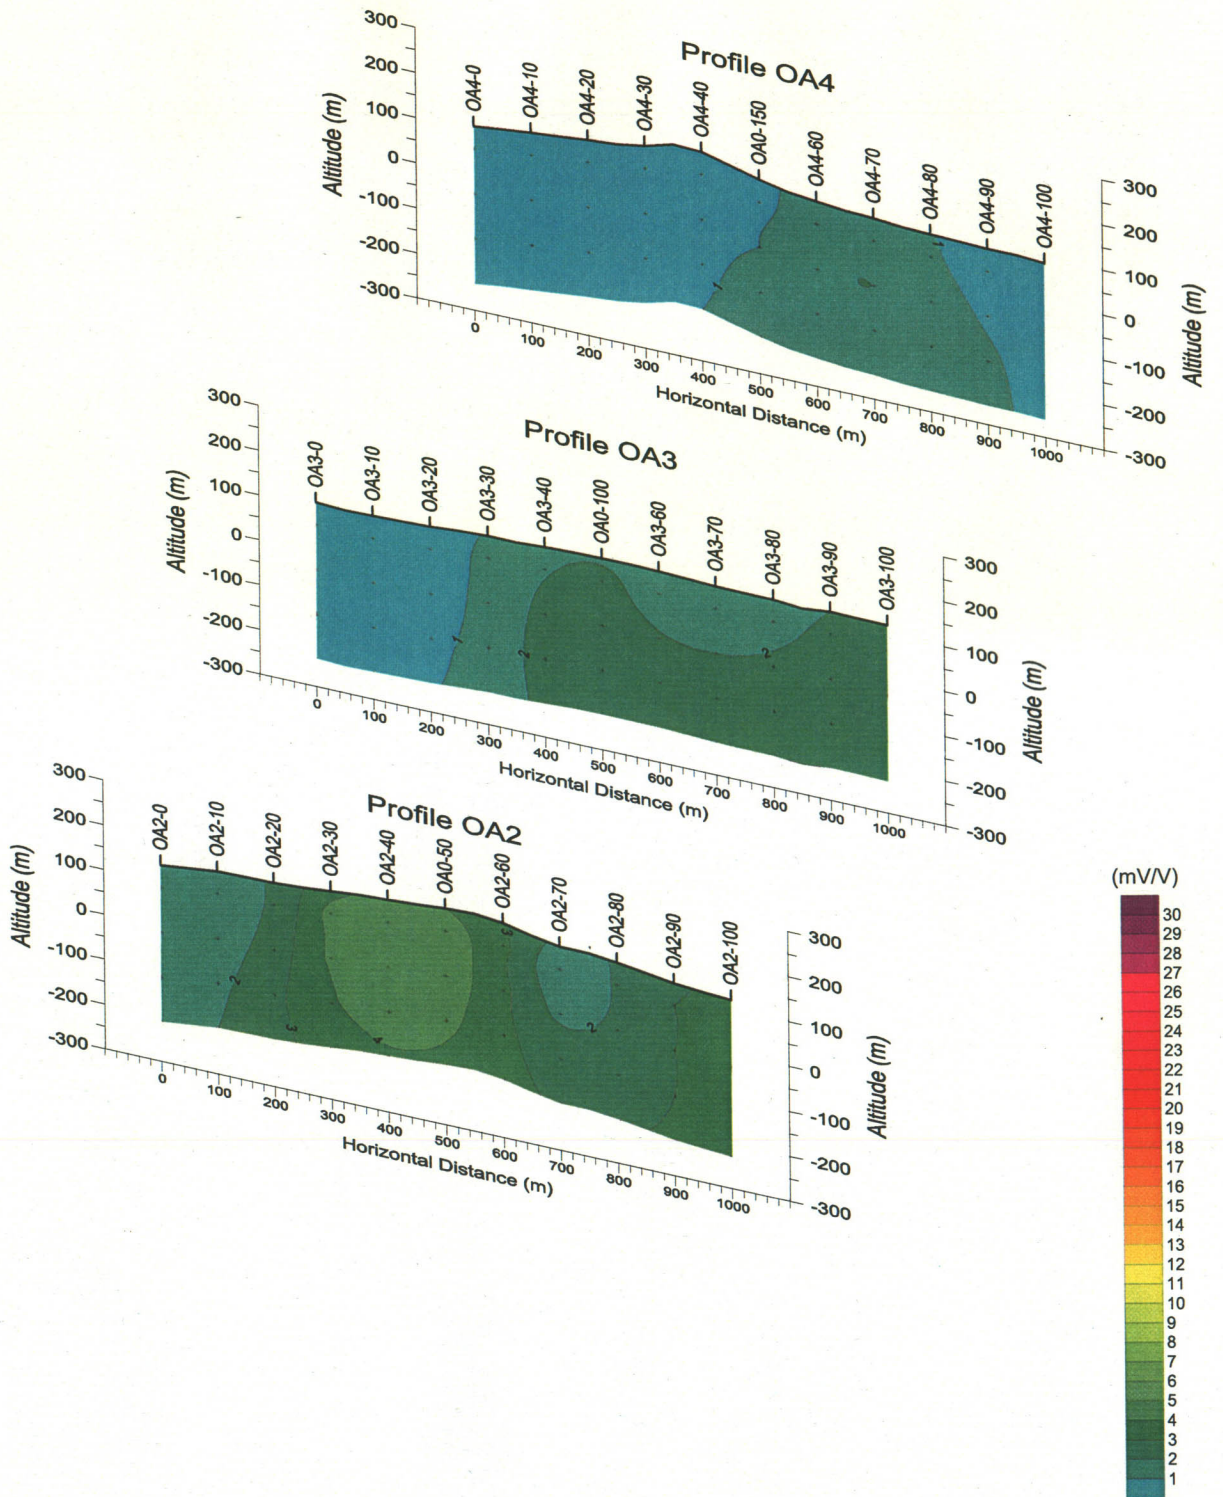 Profile OA4
Altitude (m)
300
200
100
0
-100
-200
-300
OA4-0
OA4-10
OA4-20
OA4-30
OA4-40
OA0-150
OA4-60
OA4-70
OA4-80
OA4-90
OA4-100
1
1
0
100
200
300
400
500
600
700
800
900
1000
Horizontal Distance (m)
300
200
100
0
-100
-200
-300
Altitude (m)
Profile OA3
Altitude (m)
300
200
100
0
-100
-200
-300
OA3-0
OA3-10
OA3-20
OA3-30
OA3-40
OA0-100
OA3-60
OA3-70
OA3-80
OA3-90
OA3-100
1
2
2
0
100
200
300
400
500
600
700
800
900
1000
Horizontal Distance (m)
300
200
100
0
-100
-200
-300
Altitude (m)
Profile OA2
Altitude (m)
300
200
100
0
-100
-200
-300
OA2-0
OA2-10
OA2-20
OA2-30
OA2-40
OA0-50
OA2-60
OA2-70
OA2-80
OA2-90
OA2-100
2
3
4
3
2
0
100
200
300
400
500
600
700
800
900
1000
Horizontal Distance (m)
300
200
100
0
-100
-200
-300
Altitude (m)
(mV/V)
30
29
28
27
26
25
24
23
22
21
20
19
18
17
16
15
14
13
12
11
10
9
8
7
6
5
4
3
2
1